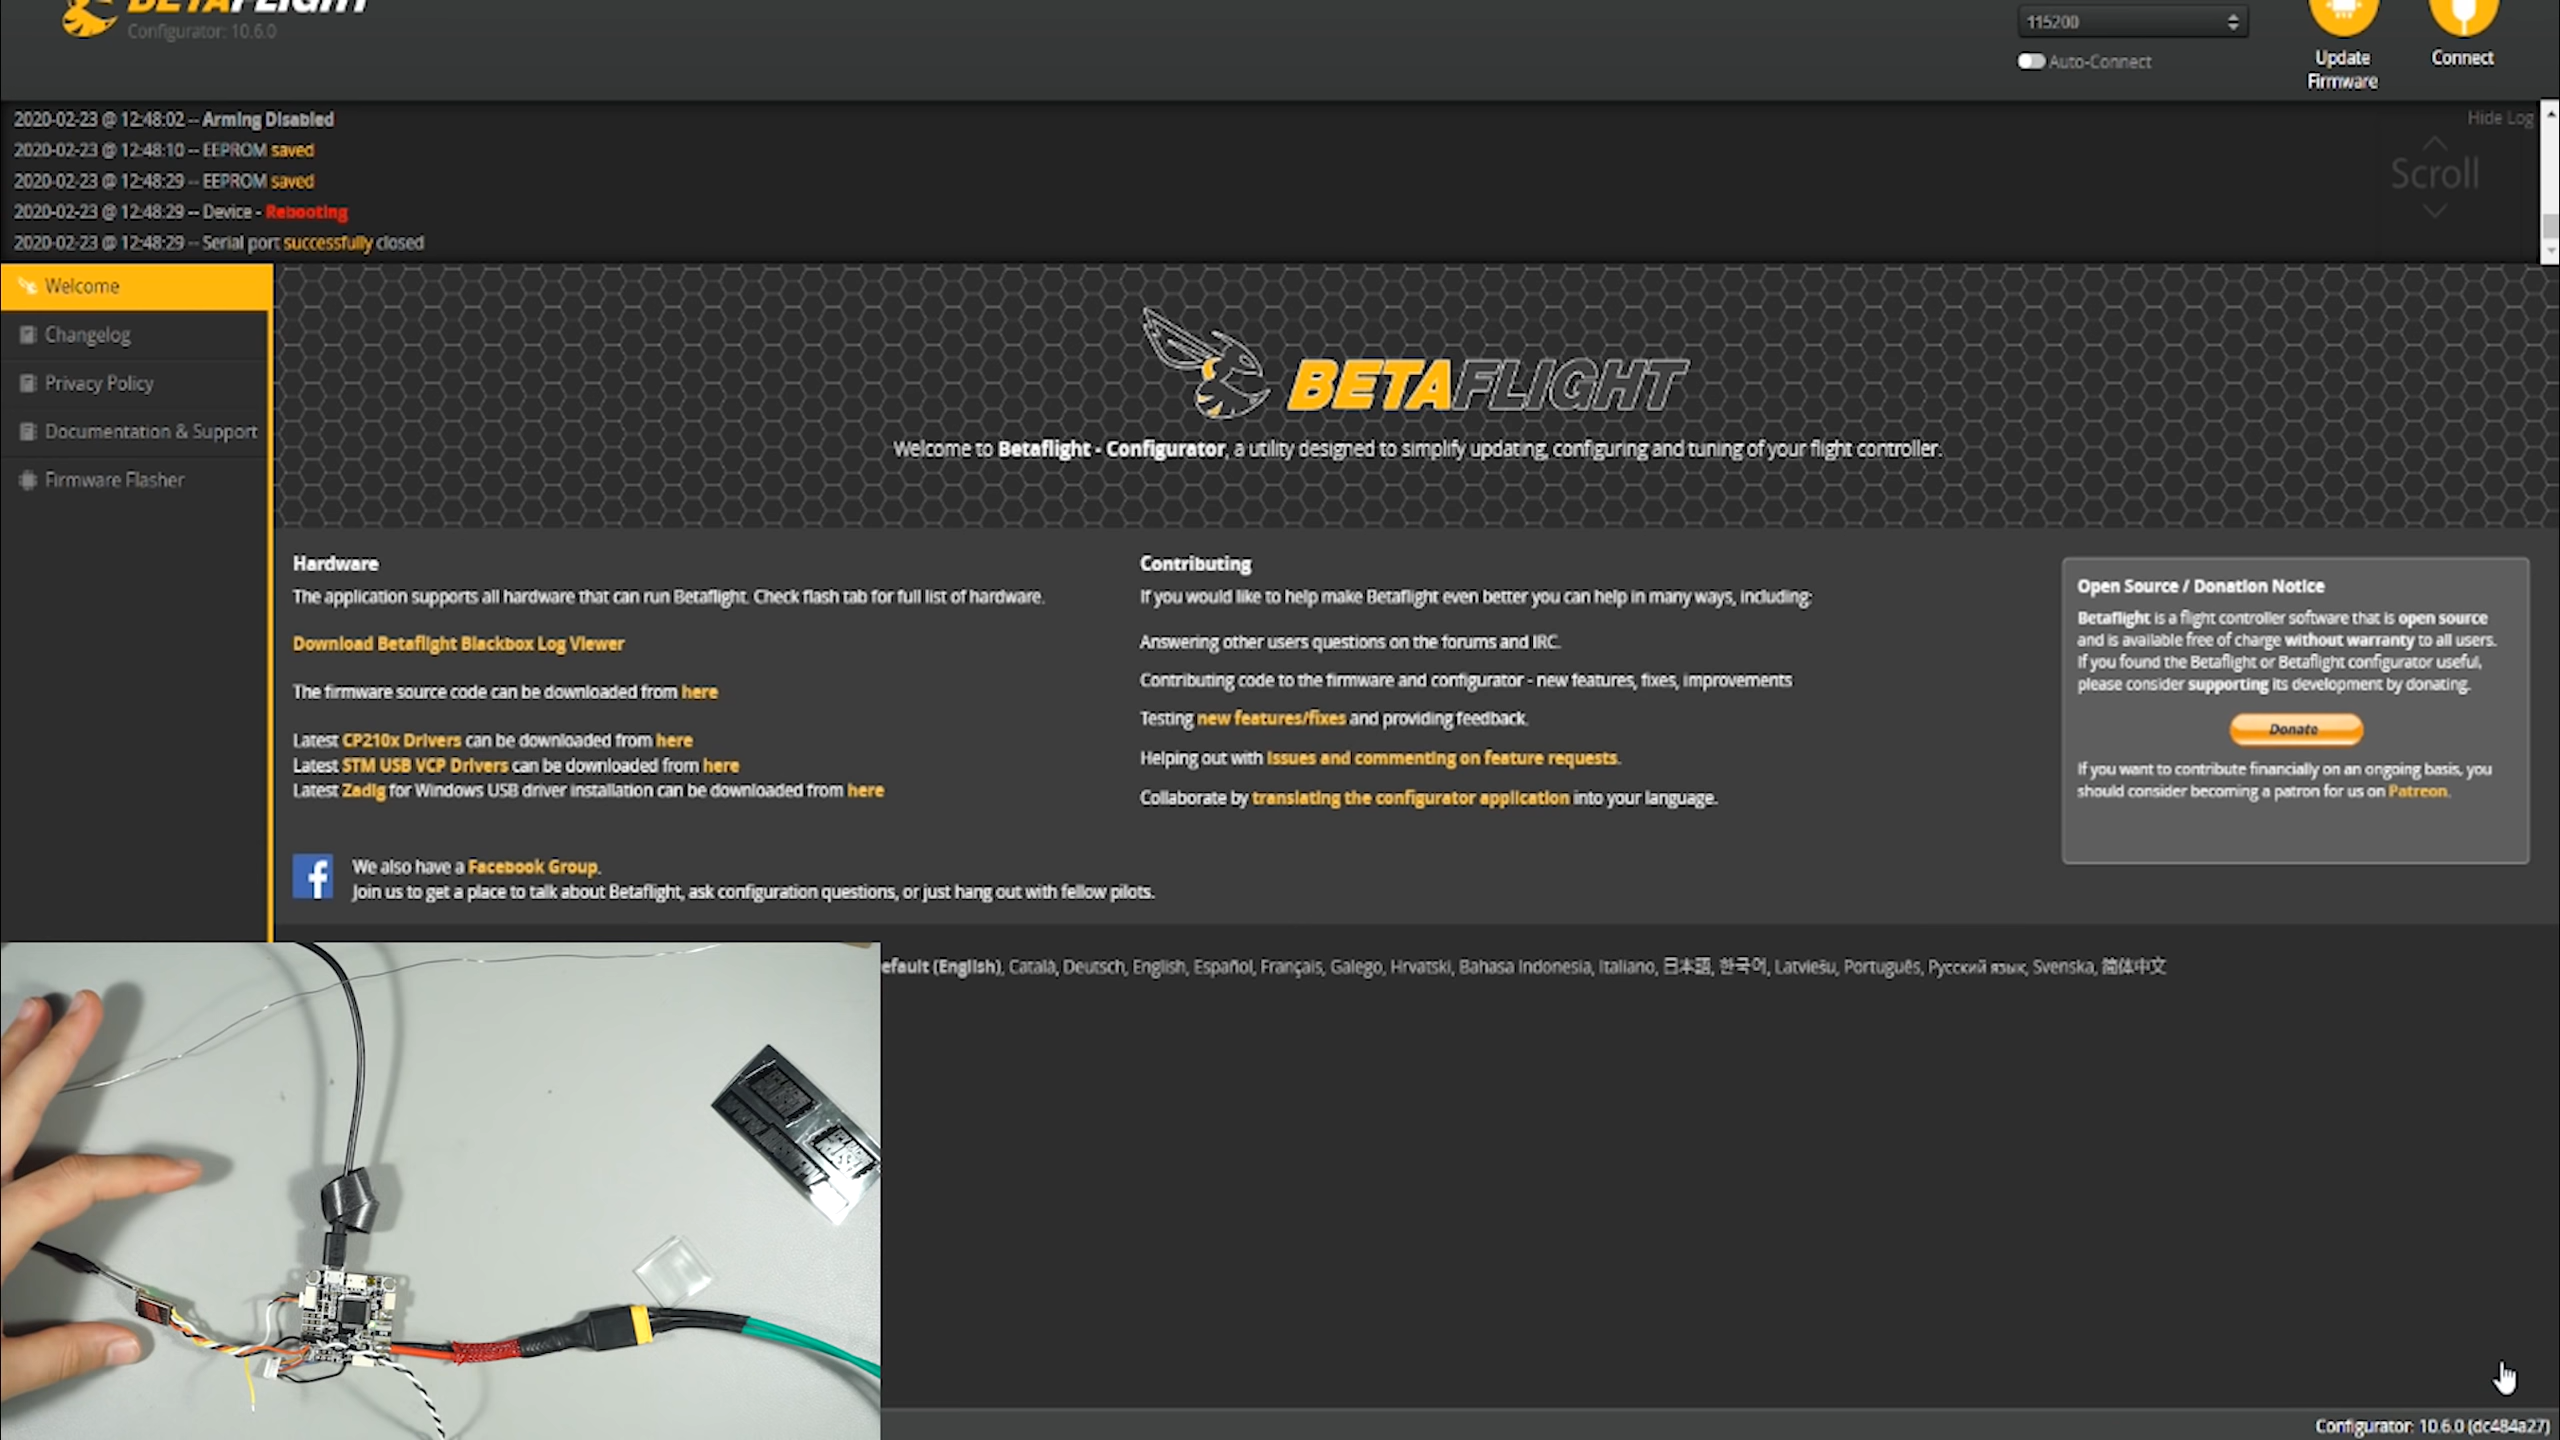 BETAFLIGHT
Configurator: 10.6.0
115200
Auto-Connect
Update
Firmware
Connect
2020-02-23 @ 12:48:02 -- Arming Disabled
2020-02-23 @ 12:48:10 -- EEPROM saved
2020-02-23 @ 12:48:29 -- EEPROM saved
2020-02-23 @ 12:48:29 -- Device - Rebooting
2020-02-23 @ 12:48:29 -- Serial port successfully closed
Hide Log
Scroll
Welcome
Changelog
Privacy Policy
Documentation & Support
Firmware Flasher
BETAFLIGHT
Welcome to Betaflight - Configurator, a utility designed to simplify updating, configuring and tuning of your flight controller.
Hardware
The application supports all hardware that can run Betaflight. Check flash tab for full list of hardware.
Download Betaflight Blackbox Log Viewer
The firmware source code can be downloaded from here
Latest CP210x Drivers can be downloaded from here
Latest STM USB VCP Drivers can be downloaded from here
Latest Zadig for Windows USB driver installation can be downloaded from here
We also have a Facebook Group.
Join us to get a place to talk about Betaflight, ask configuration questions, or just hang out with fellow pilots.
Contributing
If you would like to help make Betaflight even better you can help in many ways, including:
Answering other users questions on the forums and IRC.
Contributing code to the firmware and configurator - new features, fixes, improvements
Testing new features/fixes and providing feedback.
Helping out with issues and commenting on feature requests.
Collaborate by translating the configurator application into your language.
Open Source / Donation Notice
Betaflight is a flight controller software that is open source
and is available free of charge without warranty to all users.
If you found the Betaflight or Betaflight configurator useful,
please consider supporting its development by donating.
Donate
If you want to contribute financially on an ongoing basis, you
should consider becoming a patron for us on Patreon.
efault (English), Català, Deutsch, English, Español, Français, Galego, Hrvatski, Bahasa Indonesia, Italiano, 日本語, 한국어, Latviešu, Português, Русский язык, Svenska, 简体中文
Configurator: 10.6.0 (dc484a27)